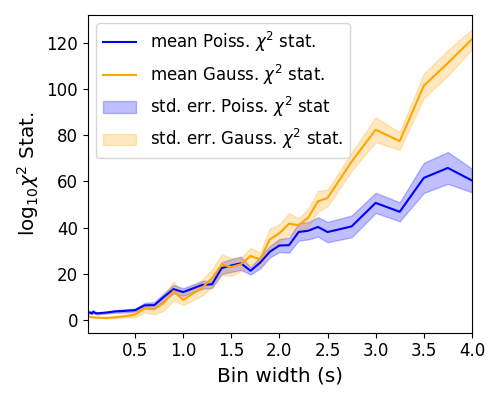 mean Poiss. χ² stat.
mean Gauss. χ² stat.
std. err. Poiss. χ² stat
std. err. Gauss. χ² stat.
120
100
80
60
40
20
0
log₁₀χ² Stat.
0.5 1.0 1.5 2.0 2.5 3.0 3.5 4.0
Bin width (s)